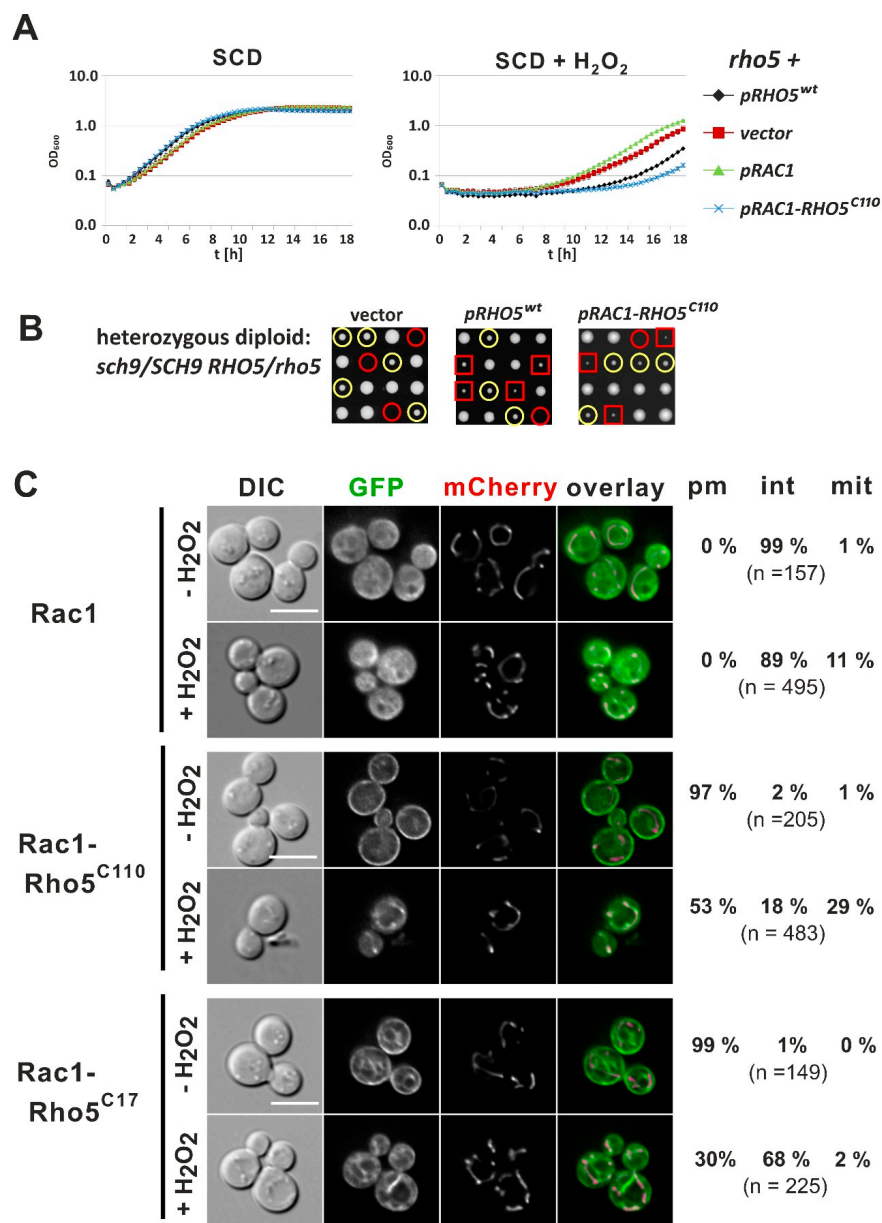 A
SCD
SCD + H2O2
rho5 +
10.0
1.0
0.1
0.0
OD600
0 2 4 6 8 10 12 14 16 18
t [h]
10.0
1.0
0.1
0.0
OD600
0 2 4 6 8 10 12 14 16 18
t [h]
pRHO5wt
vector
pRAC1
pRAC1-RHO5C110
B
heterozygous diploid:
sch9/SCH9 RHO5/rho5
vector
pRHO5wt
pRAC1-RHO5C110
C
DIC GFP mCherry overlay pm int mit
Rac1
- H2O2
0 % 99 % 1 %
(n =157)
+ H2O2
0 % 89 % 11 %
(n = 495)
Rac1-
Rho5C110
- H2O2
97 % 2 % 1 %
(n =205)
+ H2O2
53 % 18 % 29 %
(n = 483)
Rac1-
Rho5C17
- H2O2
99 % 1% 0 %
(n =149)
+ H2O2
30% 68 % 2 %
(n = 225)